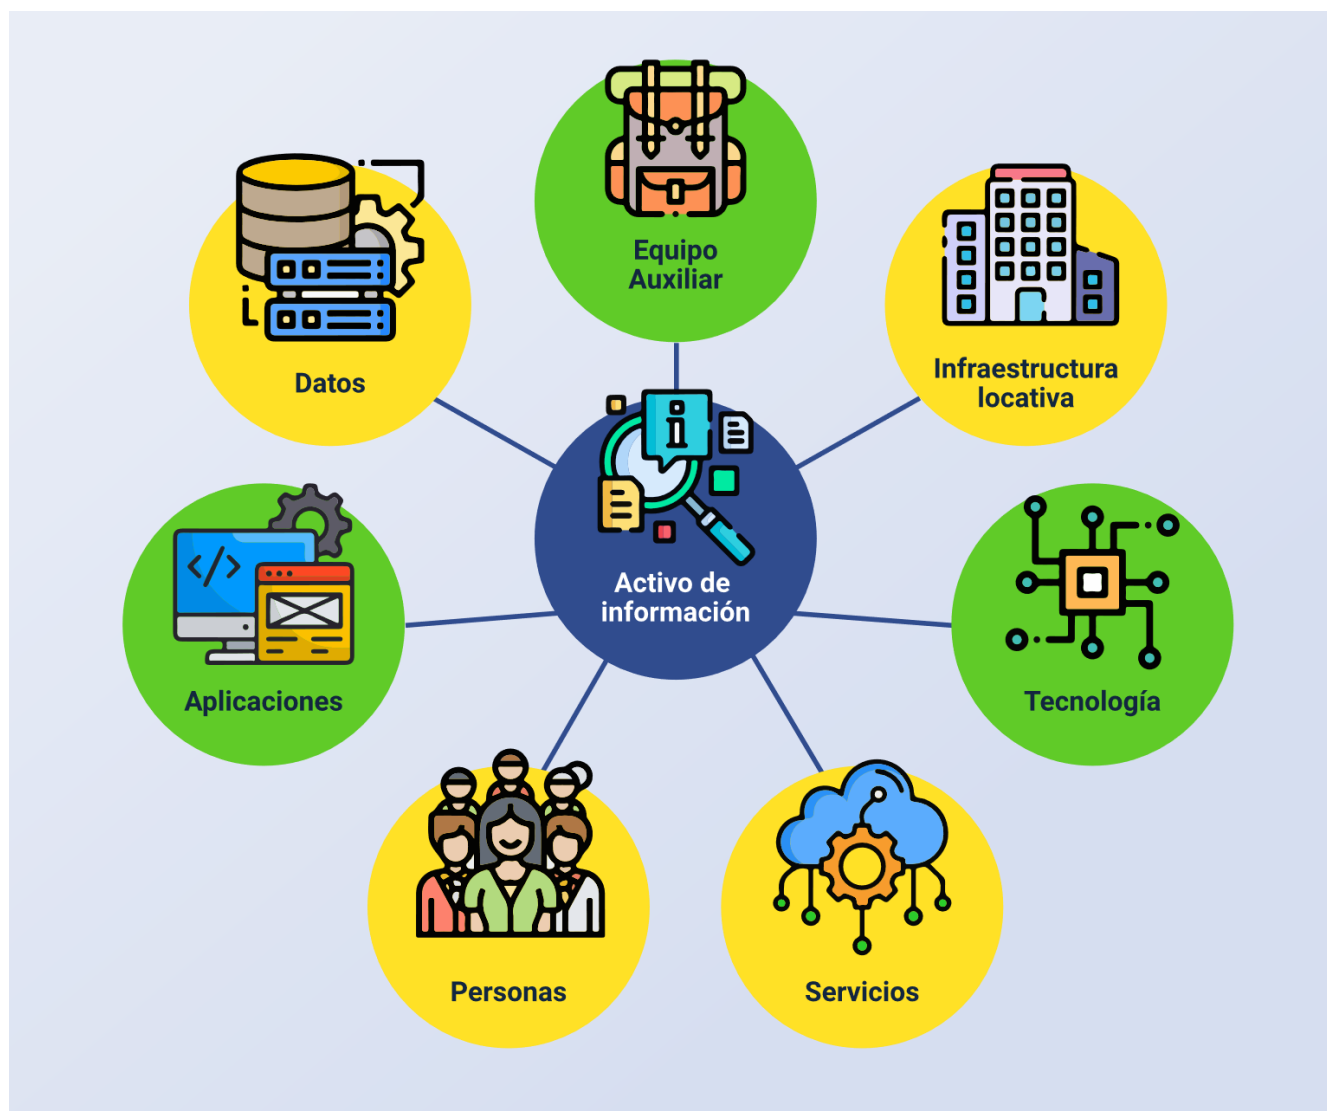 Equipo
Auxiliar
Infraestructura
locativa
Datos
Activo de
información
Aplicaciones
Tecnología
Personas
Servicios